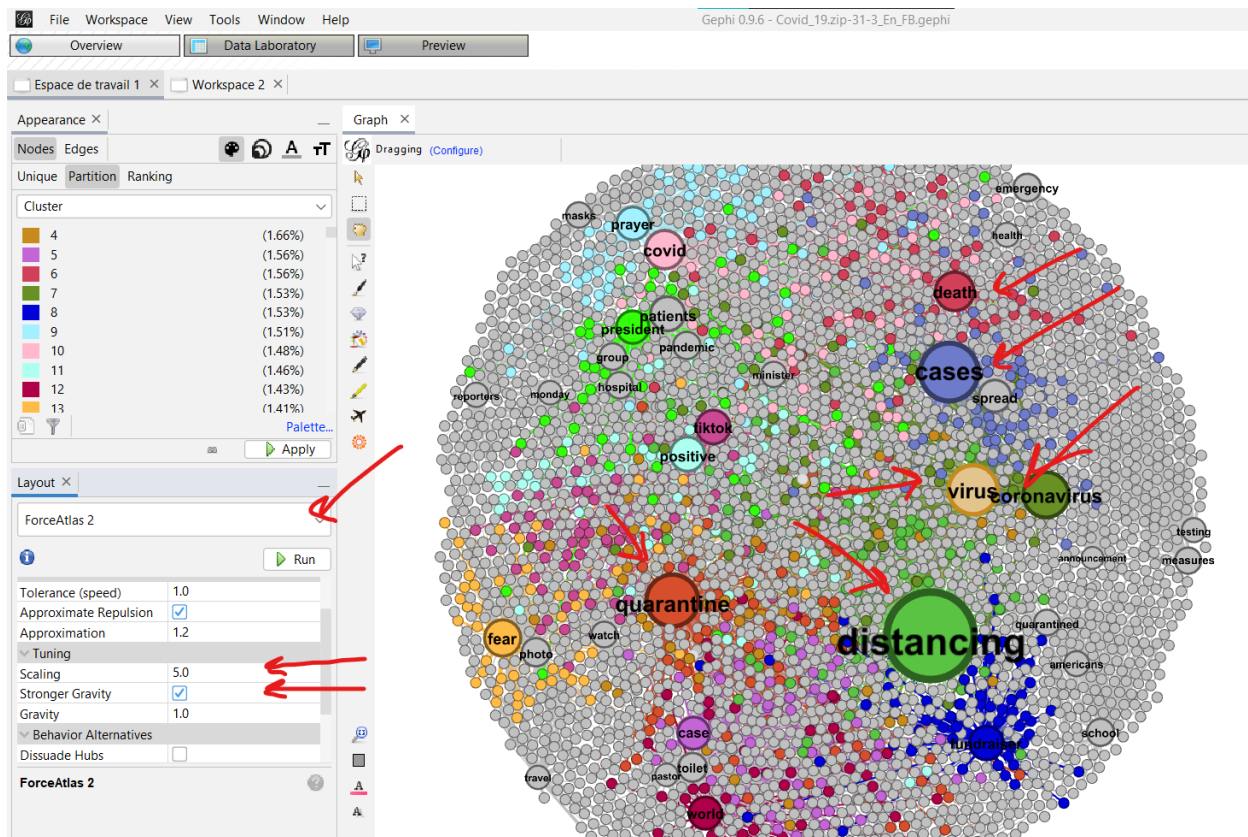 File Workspace View Tools Window Help
Gephi 0.9.6 - Covid_19.zip-31-3_En_FB.gephi
Overview Data Laboratory Preview
Espace de travail 1 Workspace 2
Appearance
Graph
Nodes Edges A TT
Dragging (Configure)
Unique Partition Ranking
Cluster
4 (1.66%)
5 (1.56%)
6 (1.56%)
7 (1.53%)
8 (1.53%)
9 (1.51%)
10 (1.48%)
11 (1.46%)
12 (1.43%)
13 (1.41%)
Palette...
Apply
Layout
ForceAtlas 2
Run
Tolerance (speed) 1.0
Approximate Repulsion
Approximation 1.2
Tuning
Scaling 5.0
Stronger Gravity
Gravity 1.0
Behavior Alternatives
Dissuade Hubs
ForceAtlas 2
emergency
masks
prayer
health
covid
death
patients
president
pandemic
group
cases
minister
hospital
monday
reporters
spread
tiktok
positive
virus
coronavirus
testing
announcement
measures
quarantine
quarantined
watch
fear
distancing
photo
americans
case
school
fundraiser
toilet
pastor
travel
world